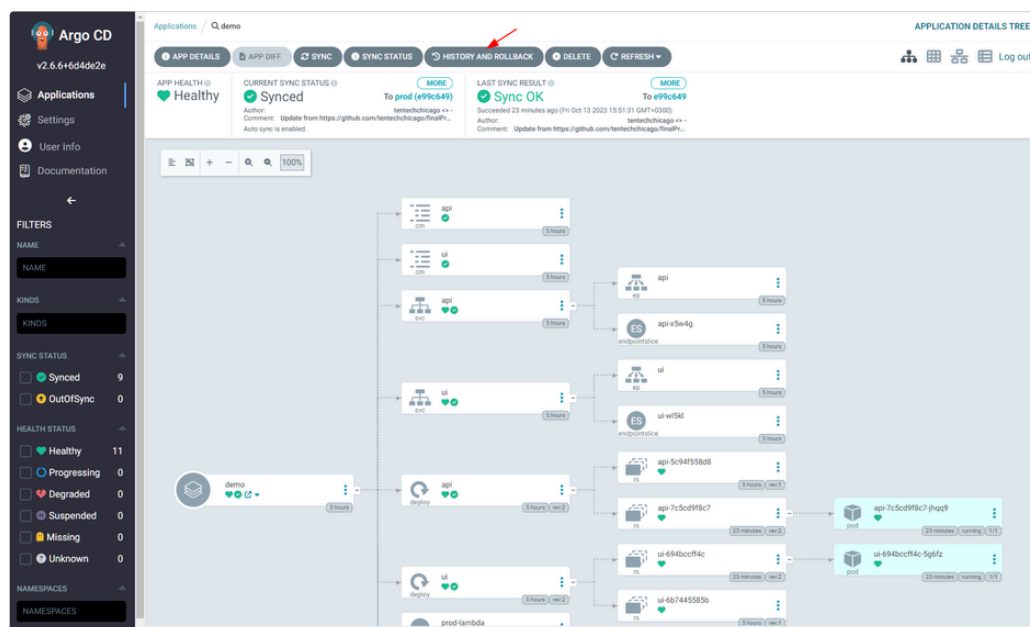 Argo CD
v2.6.6+6d4de2e
Applications
Settings
User Info
Documentation
FILTERS
NAME
NAME
KINDS
KINDS
SYNC STATUS
Synced 9
OutOfSync 0
HEALTH STATUS
Healthy 11
Progressing 0
Degraded 0
Suspended 0
Missing 0
Unknown 0
NAMESPACES
NAMESPACES
Applications / demo
APPLICATION DETAILS TREE
APP DETAILS APP DIFF SYNC SYNC STATUS HISTORY AND ROLLBACK DELETE REFRESH
Log out
APP HEALTH
Healthy
CURRENT SYNC STATUS MORE
Synced To prod (e99c649)
Author: tentechchicago <> -
Comment: Update from https://github.com/tentechchicago/finalPr...
Auto sync is enabled.
LAST SYNC RESULT MORE
Sync OK To e99c649
Succeeded 23 minutes ago (Fri Oct 13 2023 15:51:31 GMT+0300)
Author: tentechchicago <> -
Comment: Update from https://github.com/tentechchicago/finalPr...
100%
demo
5 hours
api
cm
5 hours
ui
cm
5 hours
api
svc
5 hours
api
ep
5 hours
ES
api-x5w4g
endpointslice
5 hours
ui
svc
5 hours
ui
ep
5 hours
ES
ui-wl5kl
endpointslice
5 hours
api
deploy
5 hours rev:2
api-5c94f558d8
rs
5 hours rev:1
api-7c5cd9f8c7
rs
23 minutes rev:2
api-7c5cd9f8c7-jhqq9
pod
23 minutes running 1/1
ui
deploy
5 hours rev:2
ui-694bccff4c
rs
23 minutes rev:2
ui-694bccff4c-5g6fz
pod
23 minutes running 1/1
ui-6b7445585b
rs
5 hours rev:1
prod-lambda